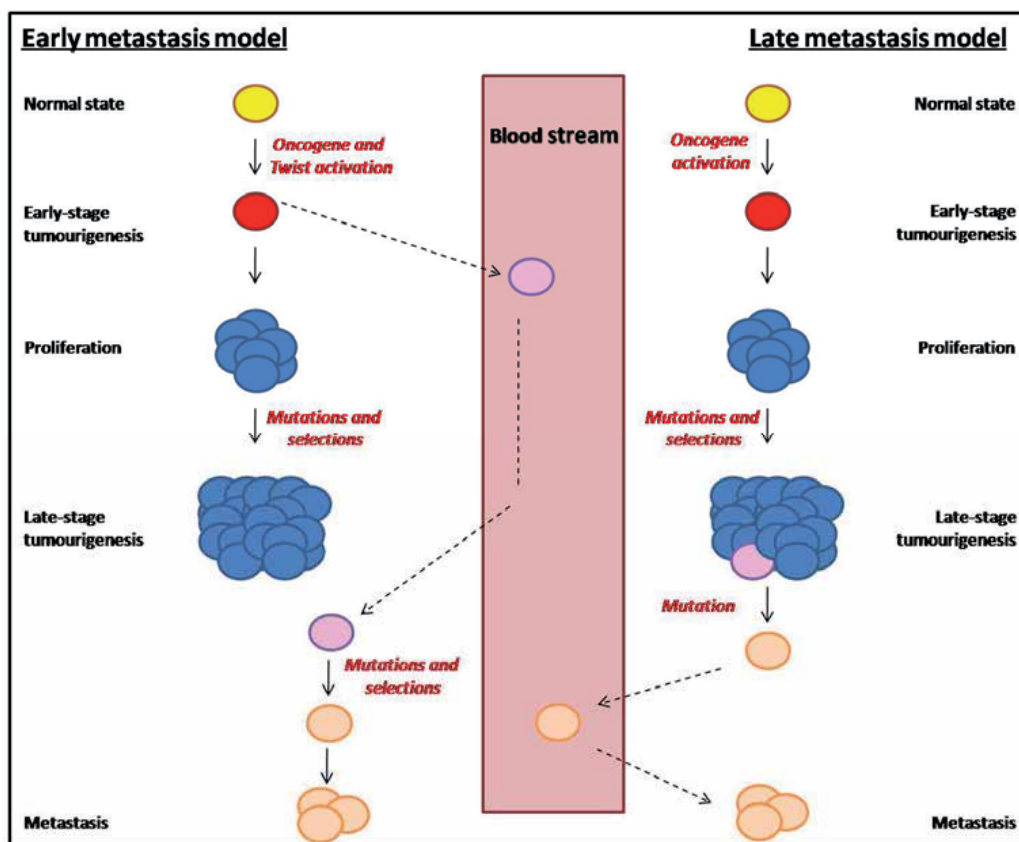 Early metastasis model
Late metastasis model
Normal state
Oncogene and
Twist activation
Blood stream
Oncogene
activation
Normal state
Early-stage
tumourigenesis
Early-stage
tumourigenesis
Proliferation
Proliferation
Mutations and
selections
Mutations and
selections
Late-stage
tumourigenesis
Late-stage
tumourigenesis
Mutation
Mutations and
selections
Metastasis
Metastasis